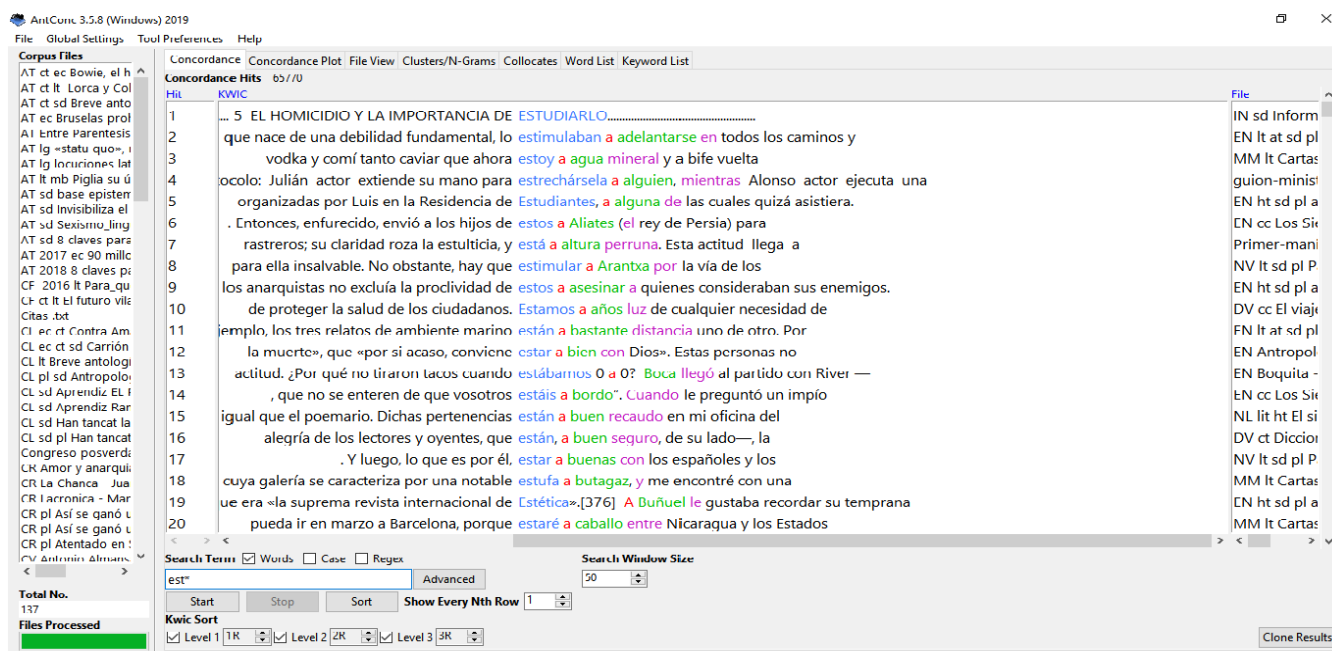 AntConc 3.5.8 (Windows) 2019
File Global Settings Tool Preferences Help
Corpus Files
AT ct ec Bowie, el h
AT ct lt Lorca y Col
AT ct sd Breve anto
AT ec Bruselas proh
AT Entre Parentesis
AT lg «statu quo»,
AT lg locuciones lat
AT lt mb Piglia su ú
AT sd base epistem
AT sd Invisibiliza el
AT sd Sexismo_ling
AT sd 8 claves para
AT 2017 ec 90 millo
AT 2018 8 claves pa
CF 2016 lt Para_qu
CF ct lt El futuro vila
Citas .txt
CL ec ct Contra Am
CL ec ct sd Carrión
CL lt Breve antolog
CL pl sd Antropolo
CL sd Aprendiz EL
CL sd Aprendiz Rar
CL sd Han tancat la
CL sd pl Han tancat
Congreso posverda
CR Amor y anarqui
CR La Chanca Jua
CR Lacronica - Mar
CR pl Así se ganó
CR pl Así se ganó
CR pl Atentado en
CV Antonio Almans
Total No.
137
Files Processed
Concordance Concordance Plot File View Clusters/N-Grams Collocates Word List Keyword List
Concordance Hits 65770
Hit KWIC File
1 .... 5 EL HOMICIDIO Y LA IMPORTANCIA DE ESTUDIARLO.................................................... IN sd Inform
2 que nace de una debilidad fundamental, lo estimulaban a adelantarse en todos los caminos y EN lt at sd pl
3 vodka y comí tanto caviar que ahora estoy a agua mineral y a bife vuelta MM lt Cartas
4 ocolo: Julián actor extiende su mano para estrechársela a alguien, mientras Alonso actor ejecuta una guion-minist
5 organizadas por Luis en la Residencia de Estudiantes, a alguna de las cuales quizá asistiera. EN ht sd pl a
6 . Entonces, enfurecido, envió a los hijos de estos a Aliates (el rey de Persia) para EN cc Los Sie
7 rastreros; su claridad roza la estulticia, y está a altura perruna. Esta actitud llega a Primer-mani
8 para ella insalvable. No obstante, hay que estimular a Arantxa por la vía de los NV lt sd pl P
9 los anarquistas no excluía la proclividad de estos a asesinar a quienes consideraban sus enemigos. EN ht sd pl a
10 de proteger la salud de los ciudadanos. Estamos a años luz de cualquier necesidad de DV cc El viaje
11 jemplo, los tres relatos de ambiente marino están a bastante distancia uno de otro. Por EN lt at sd pl
12 la muerte», que «por si acaso, conviene estar a bien con Dios». Estas personas no EN Antropol
13 actitud. ¿Por qué no tiraron tacos cuando estábamos 0 a 0? Boca llegó al partido con River — EN Boquita -
14 , que no se enteren de que vosotros estáis a bordo". Cuando le preguntó un impío EN cc Los Sie
15 igual que el poemario. Dichas pertenencias están a buen recaudo en mi oficina del NL lit ht El si
16 alegría de los lectores y oyentes, que están, a buen seguro, de su lado—, la DV ct Diccior
17 . Y luego, lo que es por él, estar a buenas con los españoles y los NV lt sd pl P
18 cuya galería se caracteriza por una notable estufa a butagaz, y me encontré con una MM lt Cartas
19 ue era «la suprema revista internacional de Estética».[376] A Buñuel le gustaba recordar su temprana EN ht sd pl a
20 pueda ir en marzo a Barcelona, porque estaré a caballo entre Nicaragua y los Estados MM lt Cartas
Search Term Words Case Regex Search Window Size
est* Advanced 50
Start Stop Sort Show Every Nth Row 1
Kwic Sort
Level 1 1R Level 2 2R Level 3 3R Clone Results